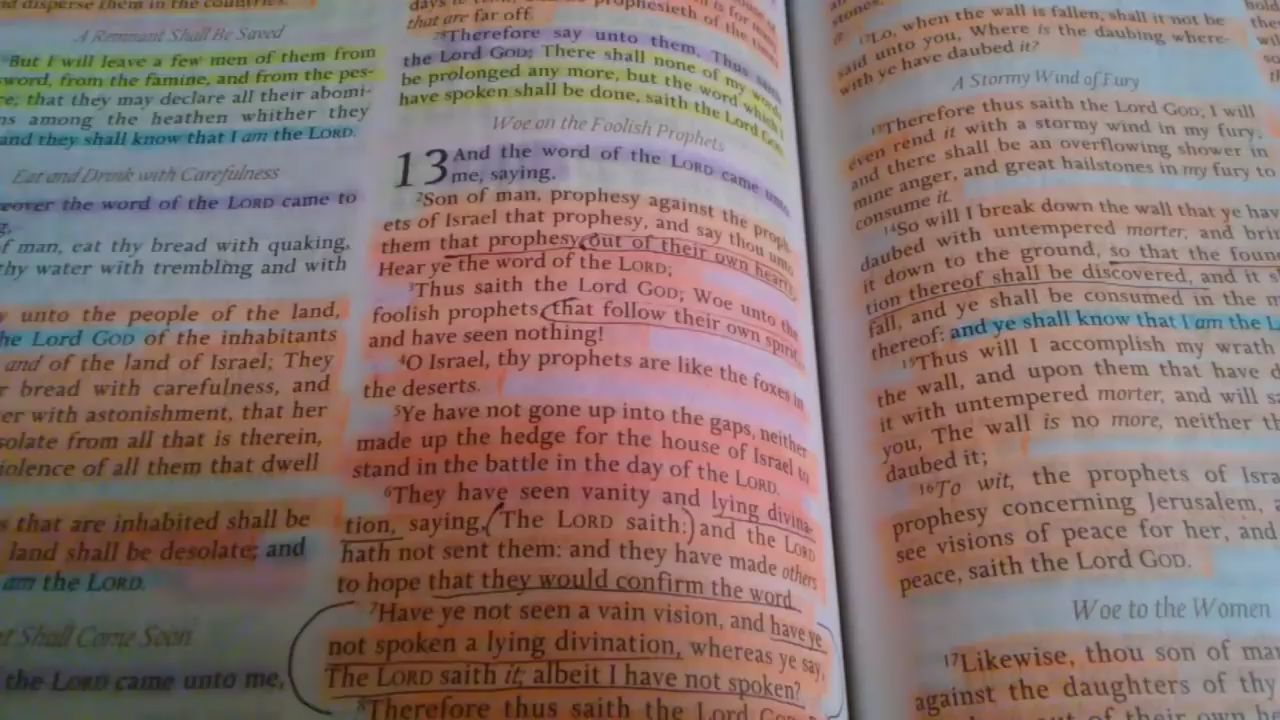 nd disperse them in the countries.
A Remnant Shall Be Saved
But I will leave a few men of them from
sword, from the famine, and from the pes-
re; that they may declare all their abomi-
ns among the heathen whither they
and they shall know that I am the LORD.
Eat and Drink with Carefulness
reover the word of the LORD came to
g,
of man, eat thy bread with quaking,
thy water with trembling and with
y unto the people of the land,
he Lord GOD of the inhabitants
and of the land of Israel; They
r bread with carefulness, and
er with astonishment, that her
solate from all that is therein,
iolence of all them that dwell
s that are inhabited shall be
land shall be desolate; and
am the LORD.
nt Shall Come Soon
the LORD came unto me,
prophesieth of the times
that are far off.
28Therefore say unto them, Thus saith
the Lord GOD; There shall none of my words
be prolonged any more, but the word which I
have spoken shall be done, saith the Lord GOD.
Woe on the Foolish Prophets
13 And the word of the LORD came unto
me, saying,
2Son of man, prophesy against the proph-
ets of Israel that prophesy, and say thou unto
them that prophesy out of their own hearts,
Hear ye the word of the LORD;
3Thus saith the Lord GOD; Woe unto the
foolish prophets, (that follow their own spirit,
and have seen nothing!
4O Israel, thy prophets are like the foxes in
the deserts.
5Ye have not gone up into the gaps, neither
made up the hedge for the house of Israel to
stand in the battle in the day of the LORD.
6They have seen vanity and lying divina-
tion, saying, (The LORD saith:) and the LORD
hath not sent them: and they have made others
to hope that they would confirm the word.
7Have ye not seen a vain vision, and have ye
not spoken a lying divination, whereas ye say,
The LORD saith it; albeit I have not spoken?
8Therefore thus saith the Lord GOD
stones,
12Lo, when the wall is fallen, shall it not be
said unto you, Where is the daubing where-
with ye have daubed it?
A Stormy Wind of Fury
13Therefore thus saith the Lord GOD; I will
even rend it with a stormy wind in my fury;
and there shall be an overflowing shower in
mine anger, and great hailstones in my fury to
consume it.
14So will I break down the wall that ye hav
daubed with untempered morter, and brin
it down to the ground, so that the foun
tion thereof shall be discovered, and it s
fall, and ye shall be consumed in the m
thereof: and ye shall know that I am the L
15Thus will I accomplish my wrath
the wall, and upon them that have d
it with untempered morter, and will sa
you, The wall is no more, neither th
daubed it;
16To wit, the prophets of Isra
prophesy concerning Jerusalem,
see visions of peace for her, and
peace, saith the Lord GOD.
Woe to the Women
17Likewise, thou son of man
against the daughters of thy
out of their own he